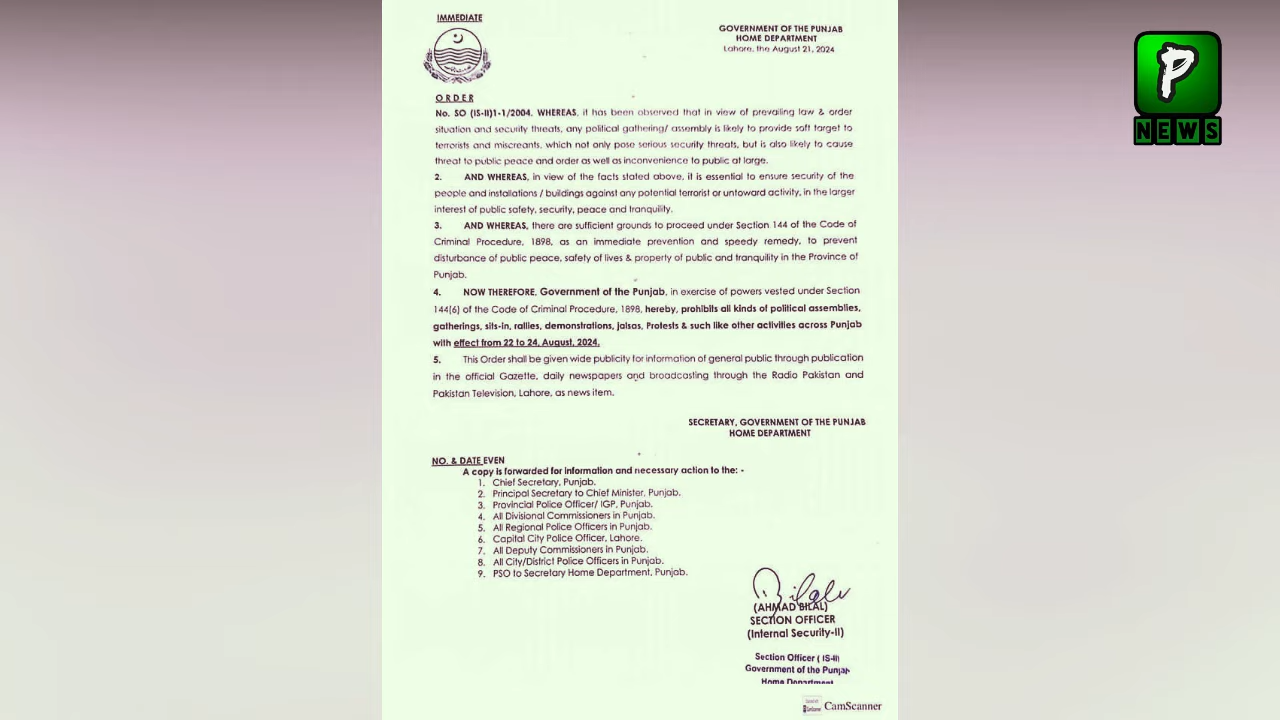 IMMEDIATE
GOVERNMENT OF THE PUNJAB
HOME DEPARTMENT
Lahore, the August 21, 2024
P
NEWS
ORDER
No. SO (IS-II)1-1/2004. WHEREAS, it has been observed that in view of prevailing law & order
situation and security threats, any political gathering/ assembly is likely to provide soft target to
terrorists and miscreants, which not only pose serious security threats, but is also likely to cause
threat to public peace and order as well as inconvenience to public at large.
2. AND WHEREAS, in view of the facts stated above, it is essential to ensure security of the
people and installations / buildings against any potential terrorist or untoward activity, in the larger
interest of public safety, security, peace and tranquility.
3. AND WHEREAS, there are sufficient grounds to proceed under Section 144 of the Code of
Criminal Procedure, 1898, as an immediate prevention and speedy remedy, to prevent
disturbance of public peace, safety of lives & property of public and tranquility in the Province of
Punjab.
4. NOW THEREFORE, Government of the Punjab, in exercise of powers vested under Section
144(6) of the Code of Criminal Procedure, 1898, hereby, prohibits all kinds of political assemblies,
gatherings, sits-in, rallies, demonstrations, jalsas, Protests & such like other activities across Punjab
with effect from 22 to 24, August, 2024.
5. This Order shall be given wide publicity for information of general public through publication
in the official Gazette, daily newspapers and broadcasting through the Radio Pakistan and
Pakistan Television, Lahore, as news item.
SECRETARY, GOVERNMENT OF THE PUNJAB
HOME DEPARTMENT
NO. & DATE EVEN
A copy is forwarded for information and necessary action to the: -
1. Chief Secretary, Punjab.
2. Principal Secretary to Chief Minister, Punjab.
3. Provincial Police Officer/ IGP, Punjab.
4. All Divisional Commissioners in Punjab.
5. All Regional Police Officers in Punjab.
6. Capital City Police Officer, Lahore.
7. All Deputy Commissioners in Punjab.
8. All City/District Police Officers in Punjab.
9. PSO to Secretary Home Department, Punjab.
Bilal
(AHMAD BILAL)
SECTION OFFICER
(Internal Security-II)
Section Officer ( IS-II)
Government of the Punjab
Home Department
CamScanner